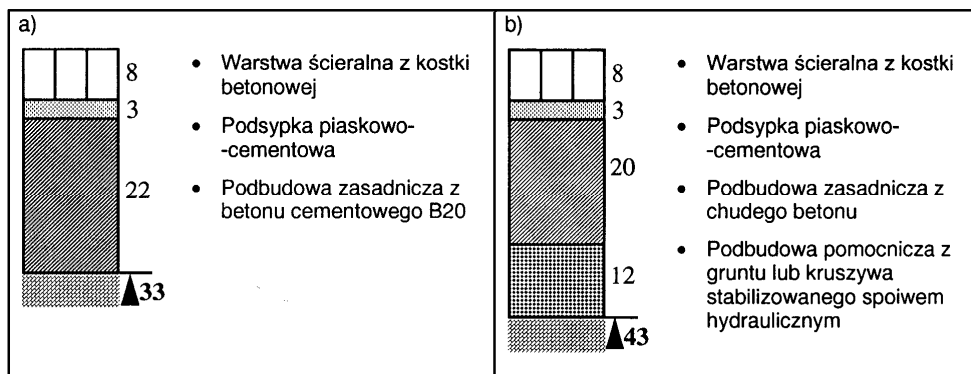 a)
8
3
22
33
• Warstwa ścieralna z kostki
betonowej
• Podsypka piaskowo-
-cementowa
• Podbudowa zasadnicza z
betonu cementowego B20
b)
8
3
20
12
43
• Warstwa ścieralna z kostki
betonowej
• Podsypka piaskowo-
-cementowa
• Podbudowa zasadnicza z
chudego betonu
• Podbudowa pomocnicza z
gruntu lub kruszywa
stabilizowanego spoiwem
hydraulicznym